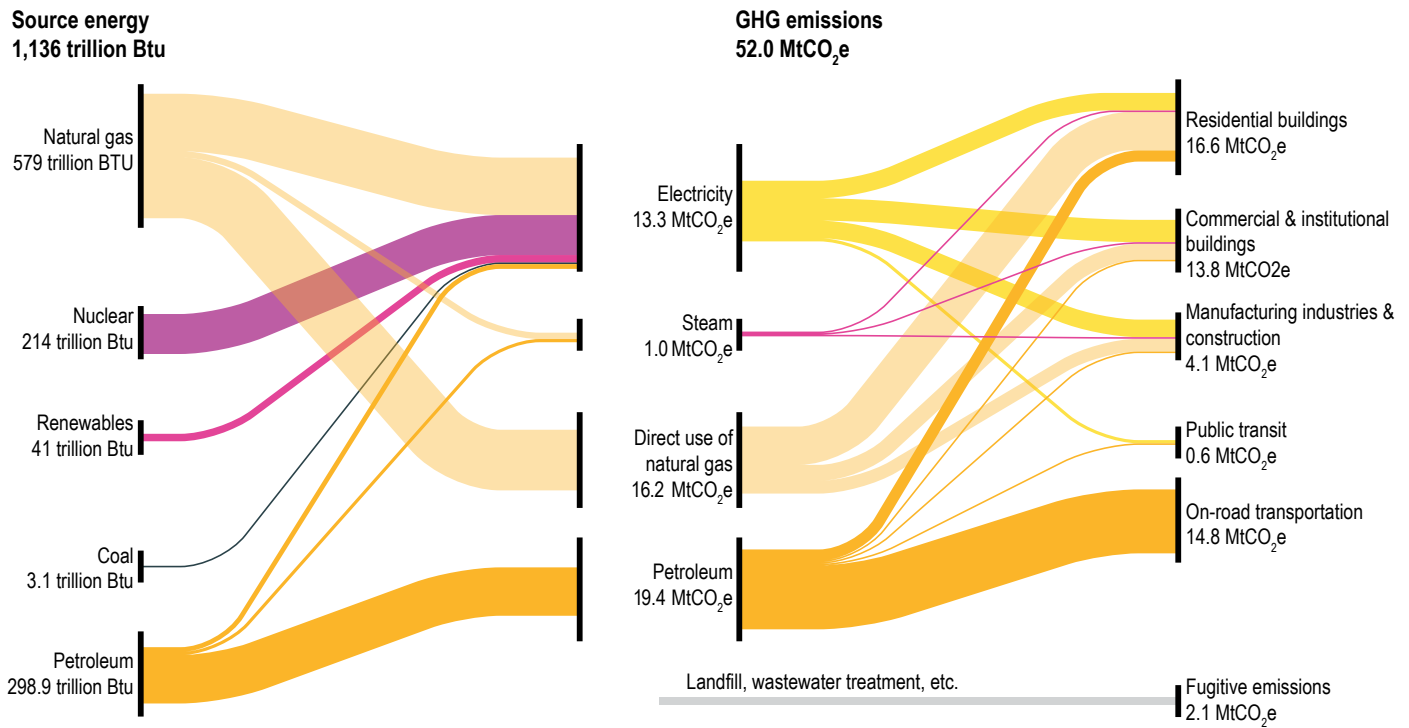 Source energy
1,136 trillion Btu
Natural gas
579 trillion BTU
Nuclear
214 trillion Btu
Renewables
41 trillion Btu
Coal
3.1 trillion Btu
Petroleum
298.9 trillion Btu
GHG emissions
52.0 MtCO₂e
Electricity
13.3 MtCO₂e
Steam
1.0 MtCO₂e
Direct use of
natural gas
16.2 MtCO₂e
Petroleum
19.4 MtCO₂e
Landfill, wastewater treatment, etc.
Residential buildings
16.6 MtCO₂e
Commercial & institutional
buildings
13.8 MtCO2e
Manufacturing industries &
construction
4.1 MtCO₂e
Public transit
0.6 MtCO₂e
On-road transportation
14.8 MtCO₂e
Fugitive emissions
2.1 MtCO₂e